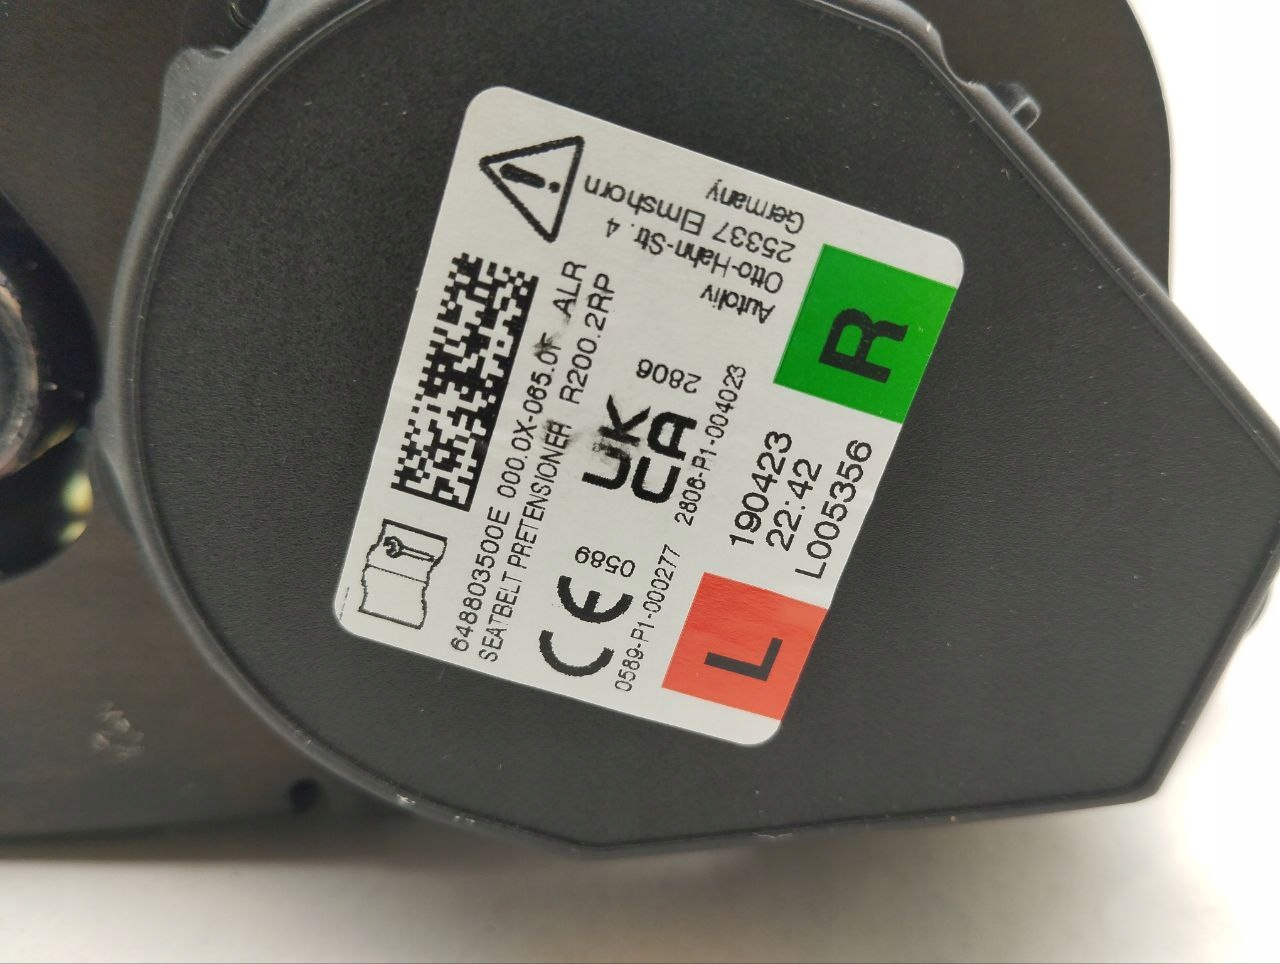 648803500E 000.0X-065.0F ALR
SEATBELT PRETENSIONER R200.2RP
CE 0589
UK CA 2806
0589-P1-000277 2806-P1-004023
Autoliv
Otto-Hahn-Str. 4
25337 Elmshorn
Germany
L
190423
22:42
L005356
R